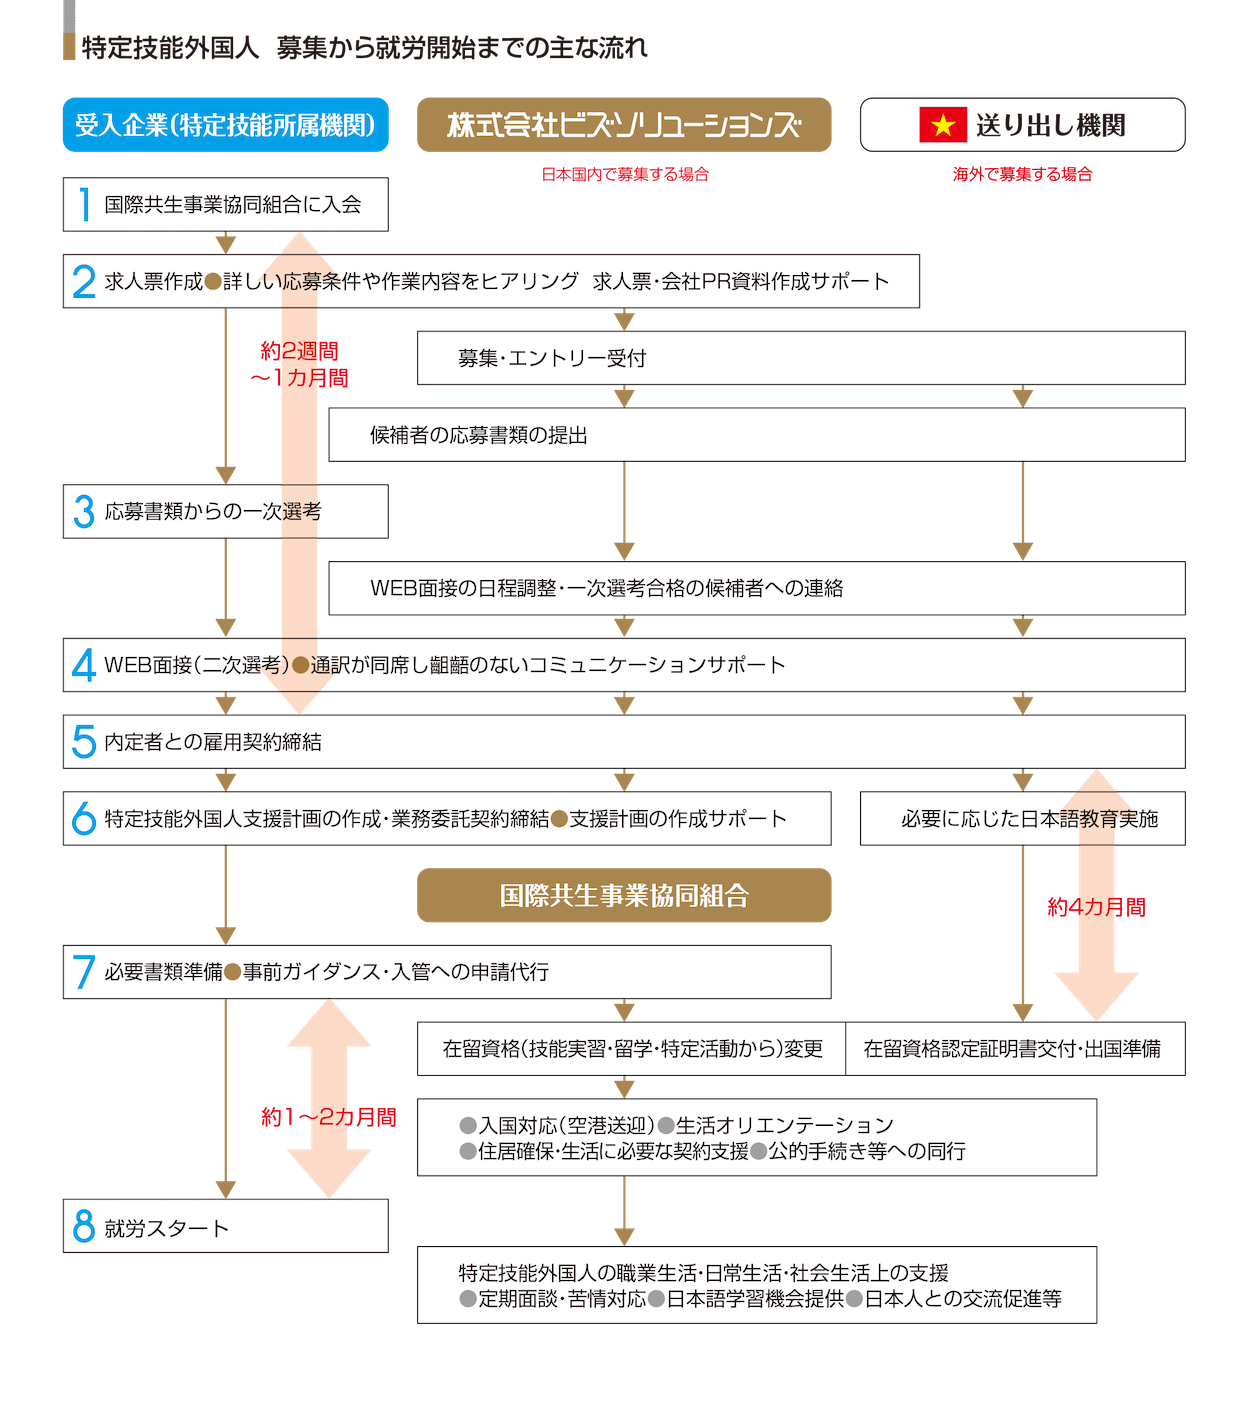 特定技能外国人 募集から就労開始までの主な流れ
受入企業(特定技能所属機関)
株式会社ビズソリューションズ
送り出し機関
日本国内で募集する場合
海外で募集する場合
1 国際共生事業協同組合に入会
2 求人票作成●詳しい応募条件や作業内容をヒアリング 求人票・会社PR資料作成サポート
約2週間
～1カ月間
募集・エントリー受付
候補者の応募書類の提出
3 応募書類からの一次選考
WEB面接の日程調整・一次選考合格の候補者への連絡
4 WEB面接(二次選考)●通訳が同席し齟齬のないコミュニケーションサポート
5 内定者との雇用契約締結
6 特定技能外国人支援計画の作成・業務委託契約締結●支援計画の作成サポート
必要に応じた日本語教育実施
国際共生事業協同組合
約4カ月間
7 必要書類準備●事前ガイダンス・入管への申請代行
在留資格(技能実習・留学・特定活動から)変更
在留資格認定証明書交付・出国準備
約1～2カ月間
●入国対応(空港送迎)●生活オリエンテーション
●住居確保・生活に必要な契約支援●公的手続き等への同行
8 就労スタート
特定技能外国人の職業生活・日常生活・社会生活上の支援
●定期面談・苦情対応●日本語学習機会提供●日本人との交流促進等